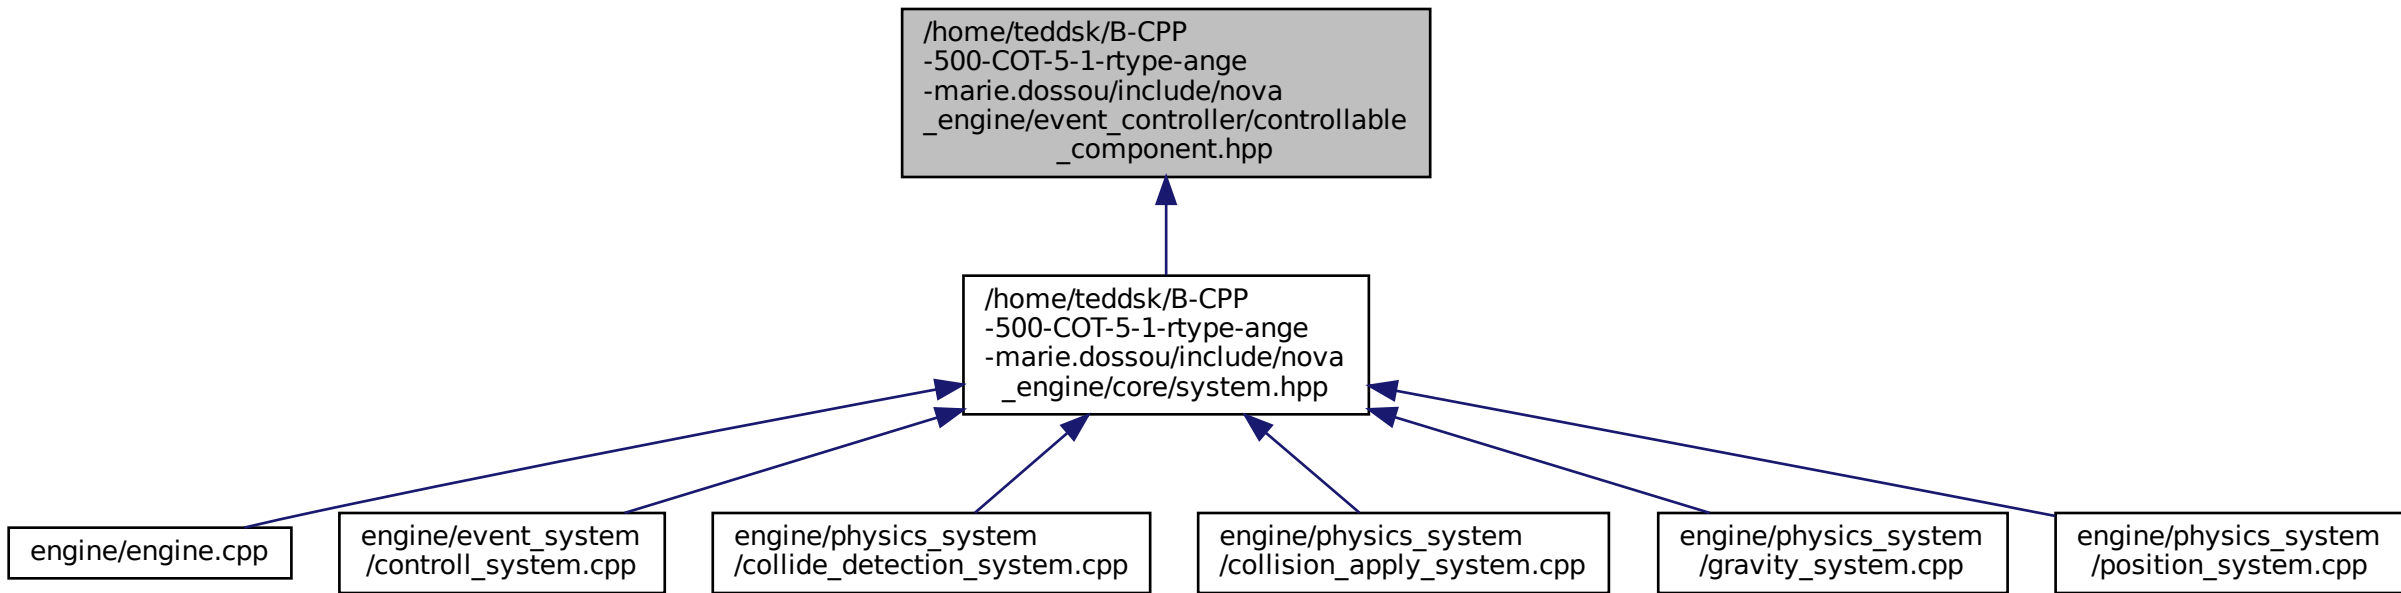 /home/teddsk/B-CPP
-500-COT-5-1-rtype-ange
-marie.dossou/include/nova
_engine/event_controller/controllable
_component.hpp
/home/teddsk/B-CPP
-500-COT-5-1-rtype-ange
-marie.dossou/include/nova
_engine/core/system.hpp
engine/engine.cpp
engine/event_system
/controll_system.cpp
engine/physics_system
/collide_detection_system.cpp
engine/physics_system
/collision_apply_system.cpp
engine/physics_system
/gravity_system.cpp
engine/physics_system
/position_system.cpp